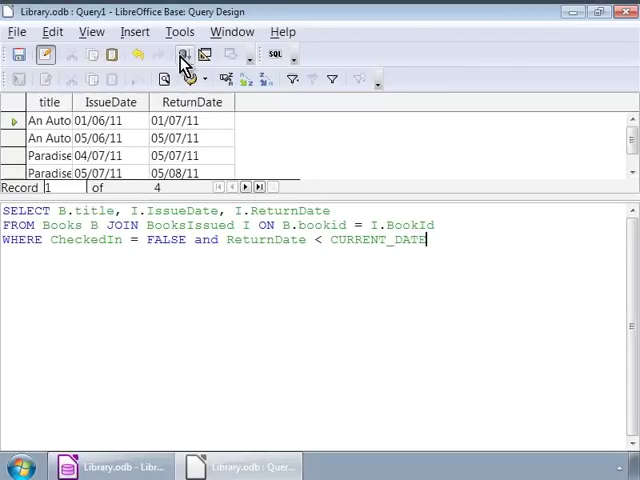 Library.odb : Query1 - LibreOffice Base: Query Design
File Edit View Insert Tools Window Help
SQL
title IssueDate ReturnDate
An Auto 01/06/11 01/07/11
An Auto 05/06/11 05/07/11
Paradise 04/07/11 05/07/11
Paradise 05/07/11 05/08/11
Record 1 of 4
SELECT B.title, I.IssueDate, I.ReturnDate
FROM Books B JOIN BooksIssued I ON B.bookid = I.BookId
WHERE CheckedIn = FALSE and ReturnDate < CURRENT_DATE
Library.odb - Libr... Library.odb : Query...